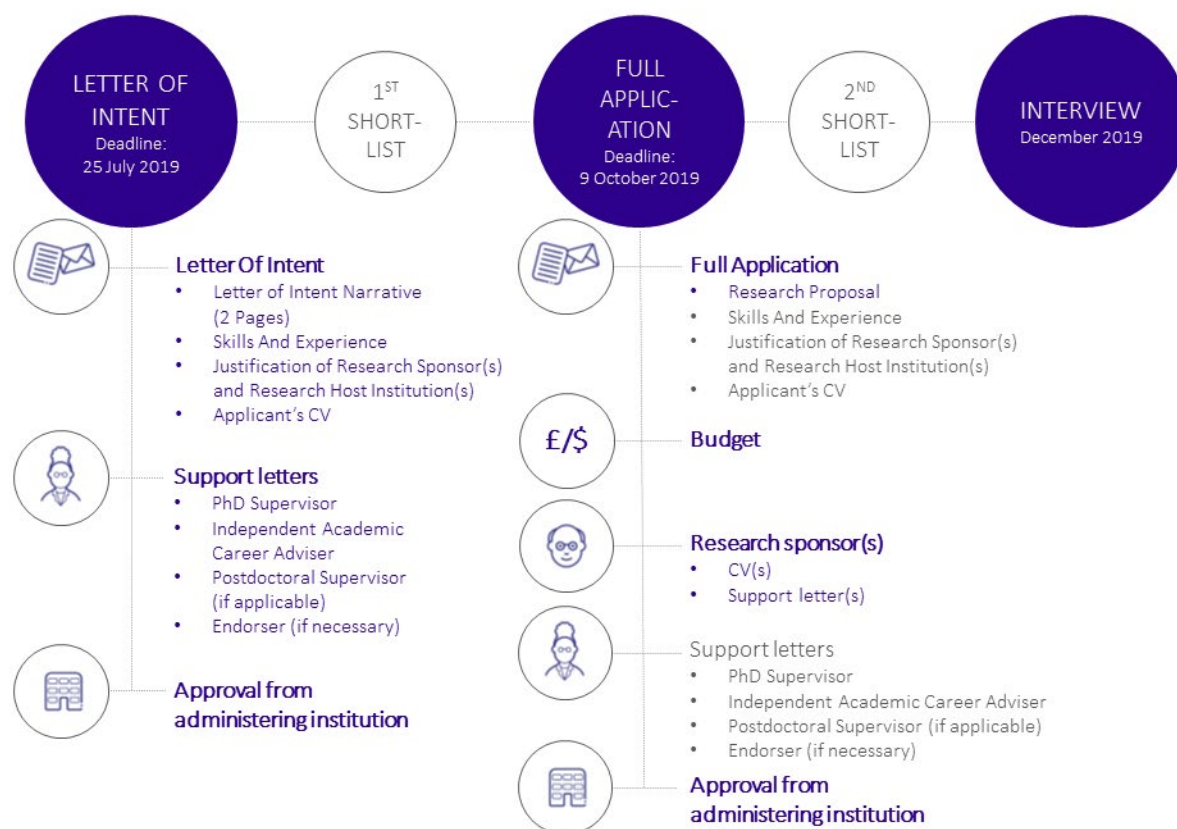 LETTER OF
INTENT
Deadline:
25 July 2019
1ST
SHORT-
LIST
FULL
APPLIC-
ATION
Deadline:
9 October 2019
2ND
SHORT-
LIST
INTERVIEW
December 2019
Letter Of Intent
• Letter of Intent Narrative
(2 Pages)
• Skills And Experience
• Justification of Research Sponsor(s)
and Research Host Institution(s)
• Applicant's CV
Support letters
• PhD Supervisor
• Independent Academic
Career Adviser
• Postdoctoral Supervisor
(if applicable)
• Endorser (if necessary)
Approval from
administering institution
Full Application
• Research Proposal
• Skills And Experience
• Justification of Research Sponsor(s)
and Research Host Institution(s)
• Applicant's CV
£/$
Budget
Research sponsor(s)
• CV(s)
• Support letter(s)
Support letters
• PhD Supervisor
• Independent Academic Career Adviser
• Postdoctoral Supervisor (if applicable)
• Endorser (if necessary)
Approval from
administering institution